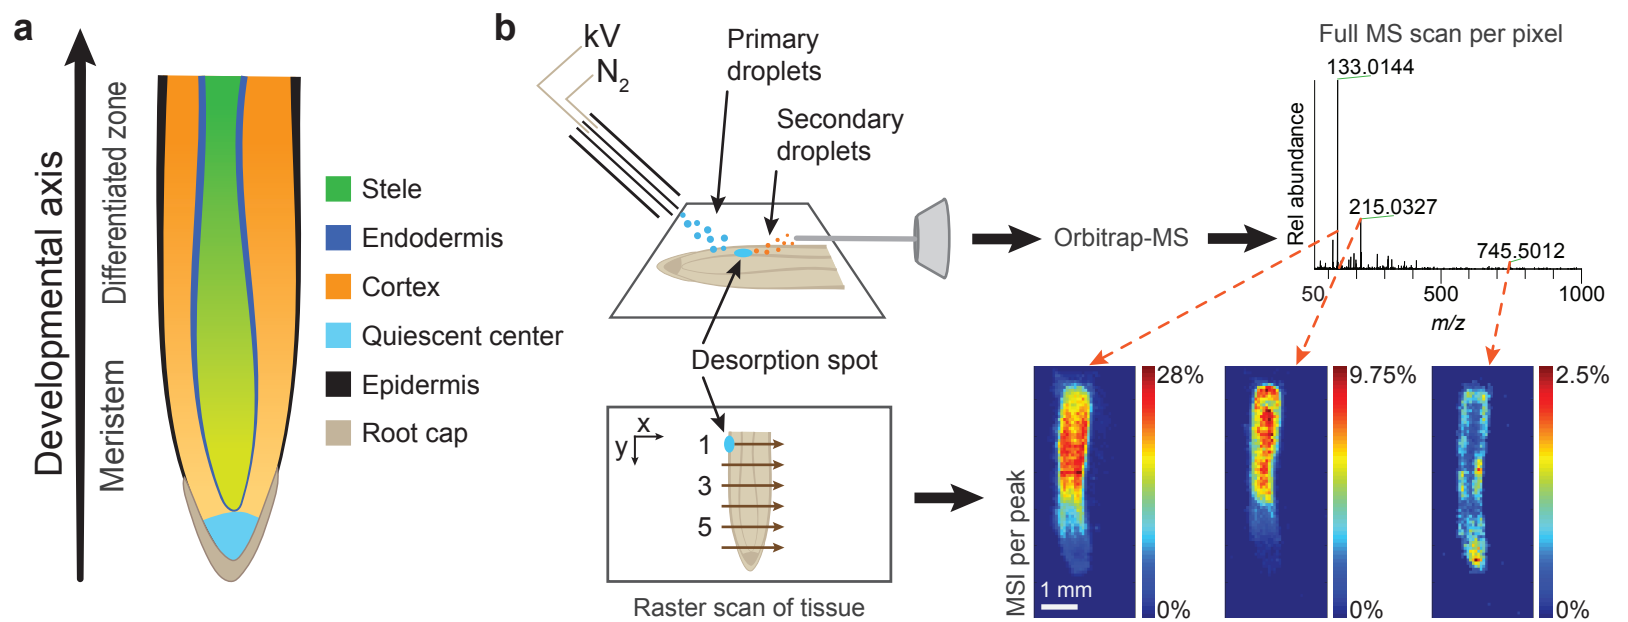 a
Developmental axis
Differentiated zone
Meristem
Stele
Endodermis
Cortex
Quiescent center
Epidermis
Root cap
b
kV
N2
Primary
droplets
Secondary
droplets
Desorption spot
x
y
1
3
5
Raster scan of tissue
Orbitrap-MS
Full MS scan per pixel
Rel abundance
133.0144
215.0327
745.5012
50
500
1000
m/z
MSI per peak
1 mm
28%
0%
9.75%
0%
2.5%
0%